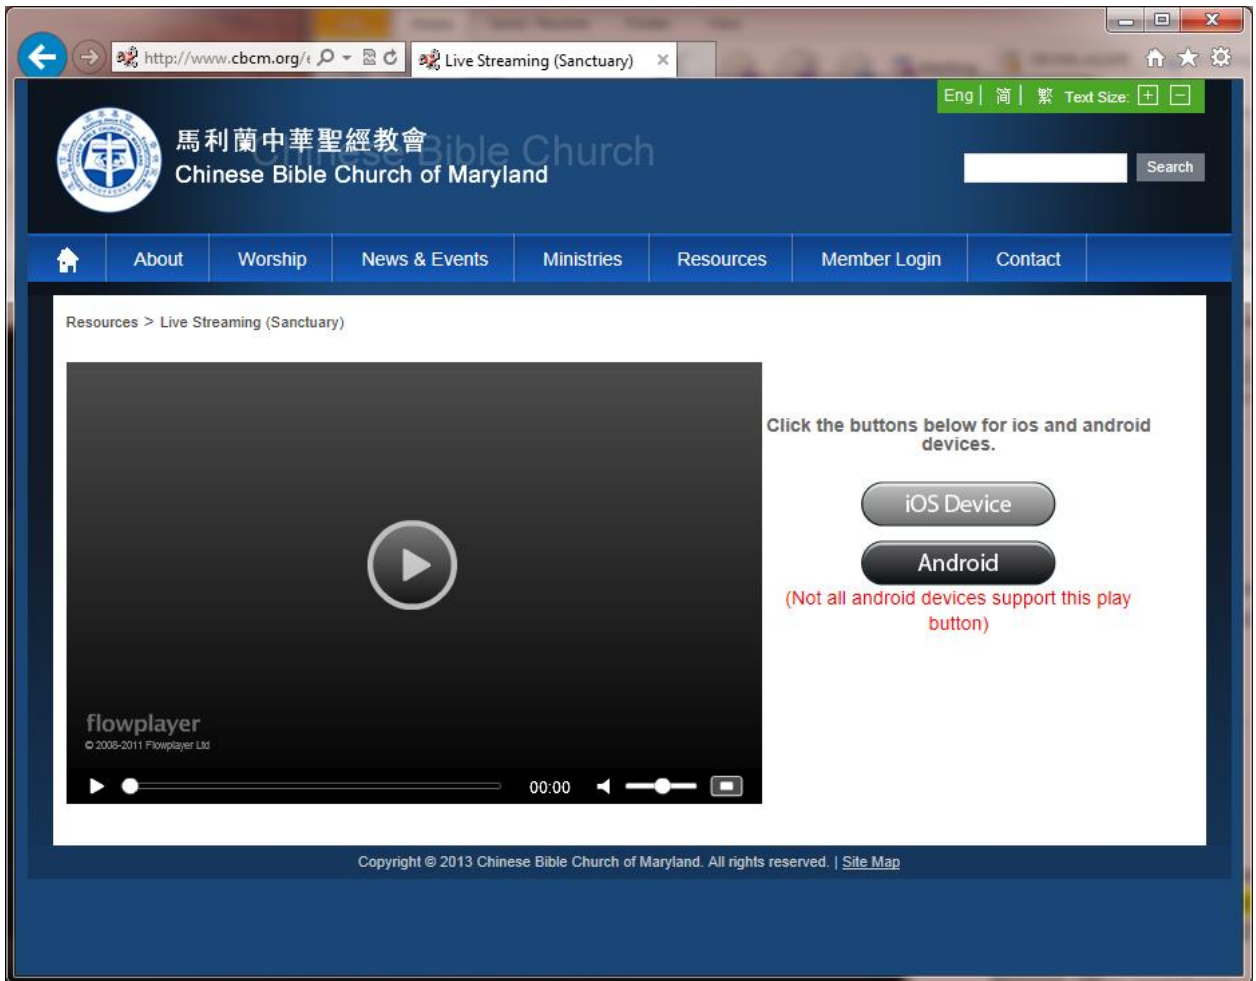 http://www.cbcm.org/
Live Streaming (Sanctuary)
Eng | 简 | 繁 Text Size: + −
馬利蘭中華聖經教會
Chinese Bible Church
Chinese Bible Church of Maryland
Search
About Worship News & Events Ministries Resources Member Login Contact
Resources > Live Streaming (Sanctuary)
Click the buttons below for ios and android
devices.
iOS Device
Android
(Not all android devices support this play
button)
flowplayer
© 2008-2011 Flowplayer Ltd
00:00
Copyright © 2013 Chinese Bible Church of Maryland. All rights reserved. | Site Map